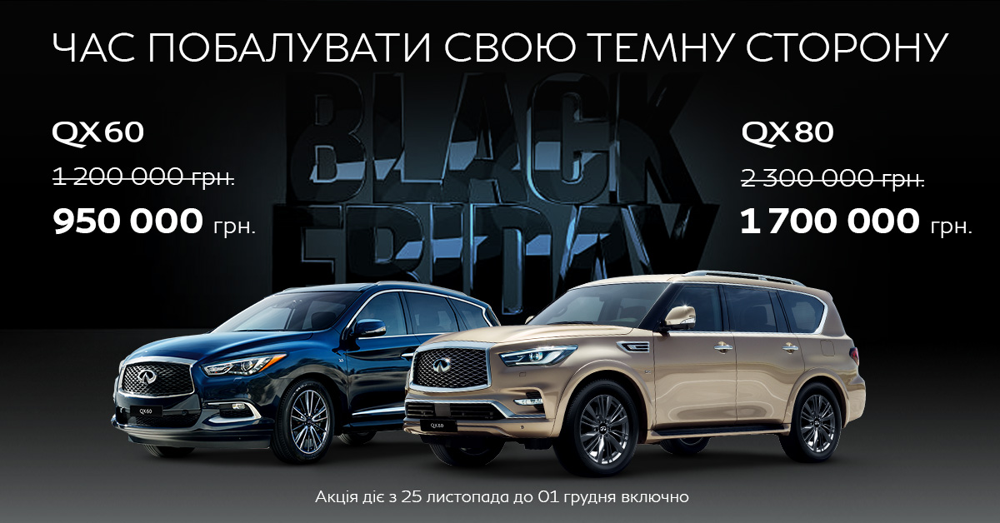 ЧАС ПОБАЛУВАТИ СВОЮ ТЕМНУ СТОРОНУ
BLACK
FRIDAY
QX60
1 200 000 грн.
950 000 грн.
QX80
2 300 000 грн.
1 700 000 грн.
QX60
QX80
Акція діє з 25 листопада до 01 грудня включно